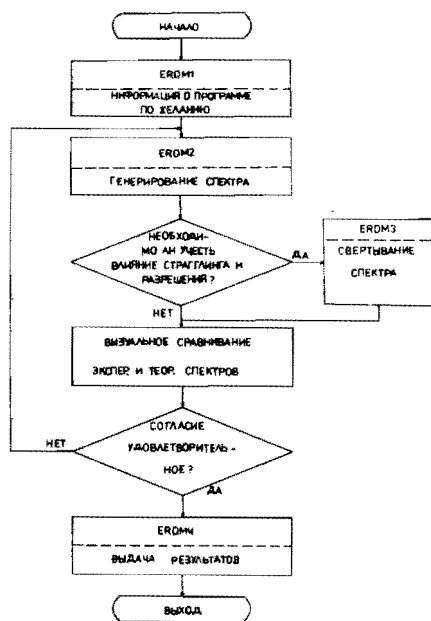 НАЧАЛО
ERDM1
ИНФОРМАЦИЯ О ПРОГРАММЕ
ПО ЖЕЛАНИЮ
ERDM2
ГЕНЕРИРОВАНИЕ СПЕКТРА
НЕОБХОДИ-
МО ЛИ УЧЕСТЬ
ВЛИЯНИЕ СТРАГГЛИНГА И
РАЗРЕШЕНИЯ?
ДА
ERDM3
СВЕРТЫВАНИЕ
СПЕКТРА
НЕТ
ВЫЗУАЛЬНОЕ СРАВНИВАНИЕ
ЭКСПЕР. И ТЕОР. СПЕКТРОВ
СОГЛАСИЕ
УДОВЛЕТВОРИТЕЛЬ-
НОЕ?
НЕТ
ДА
ERDM4
ВЫДАЧА РЕЗУЛЬТАТОВ
ВЫХОД